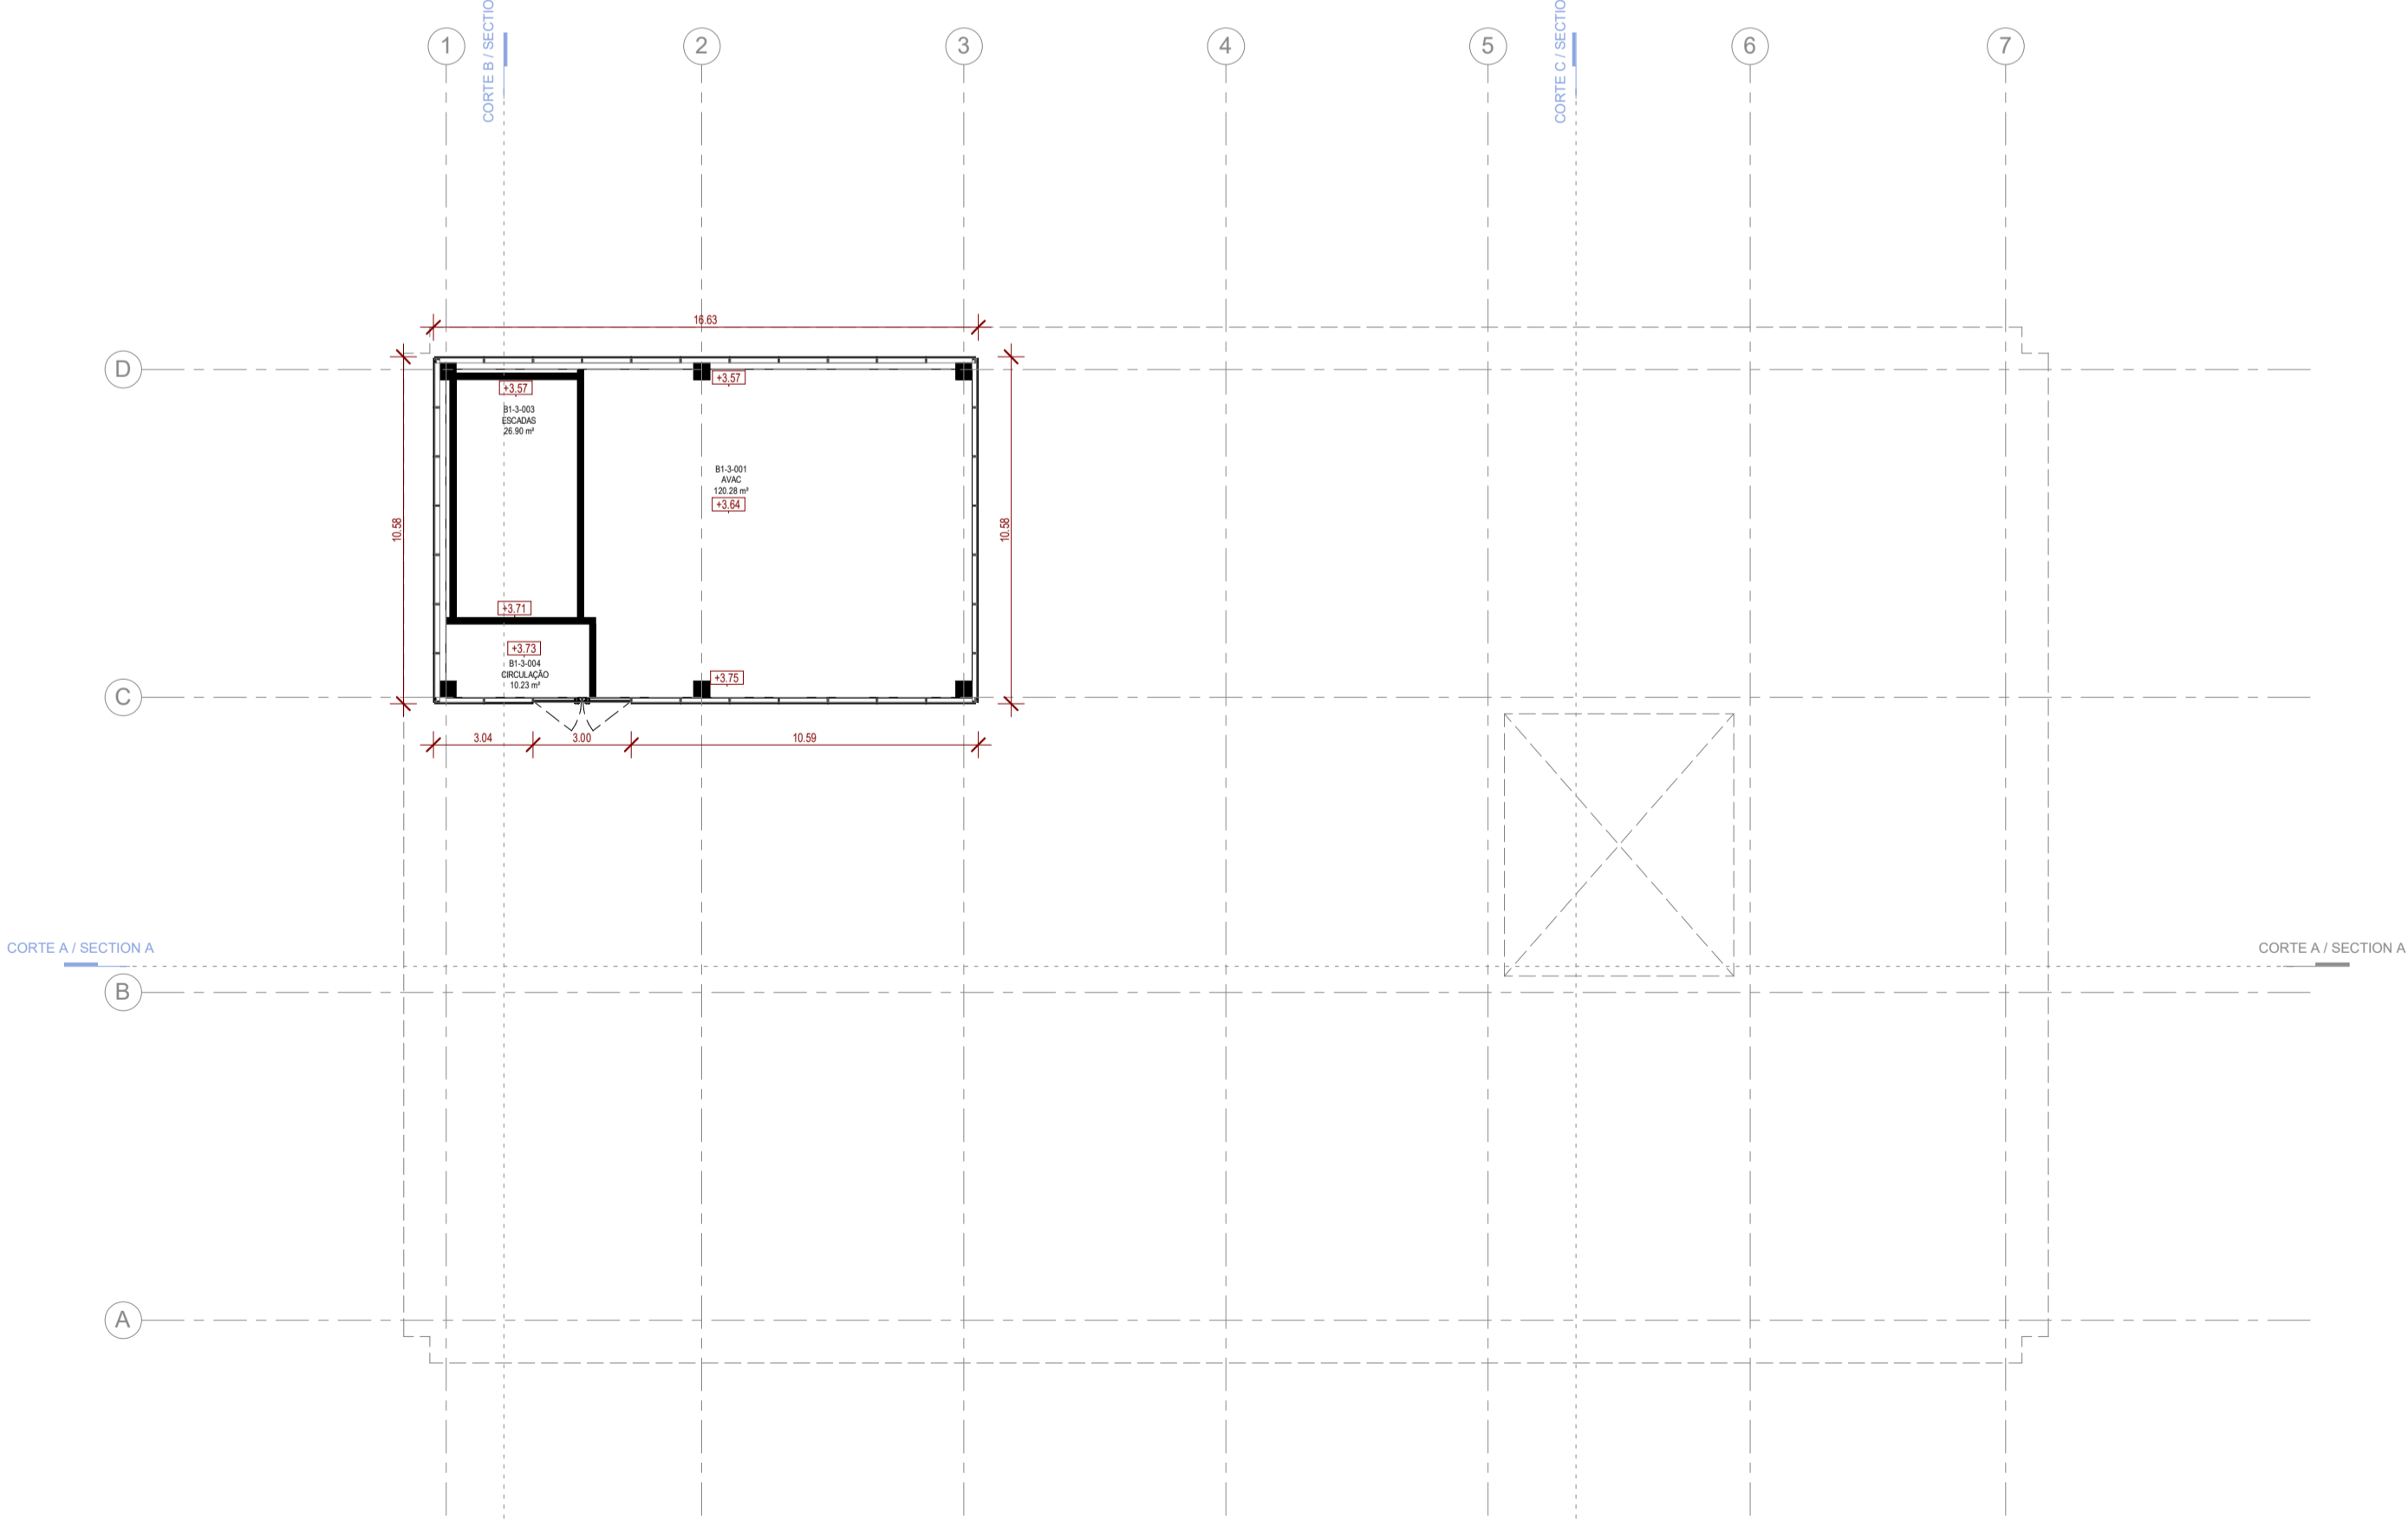 CORTE B / SECTIO
CORTE C / SECTIO
1
2
3
4
5
6
7
16.63
D
+3.57
+3.57
B1-3-003
ESCADAS
26.90 m²
B1-3-001
AVAC
120.28 m²
+3.64
10.58
10.58
+3.71
+3.73
B1-3-004
CIRCULAÇÃO
10.23 m²
+3.75
C
3.04
3.00
10.59
CORTE A / SECTION A
CORTE A / SECTION A
B
A